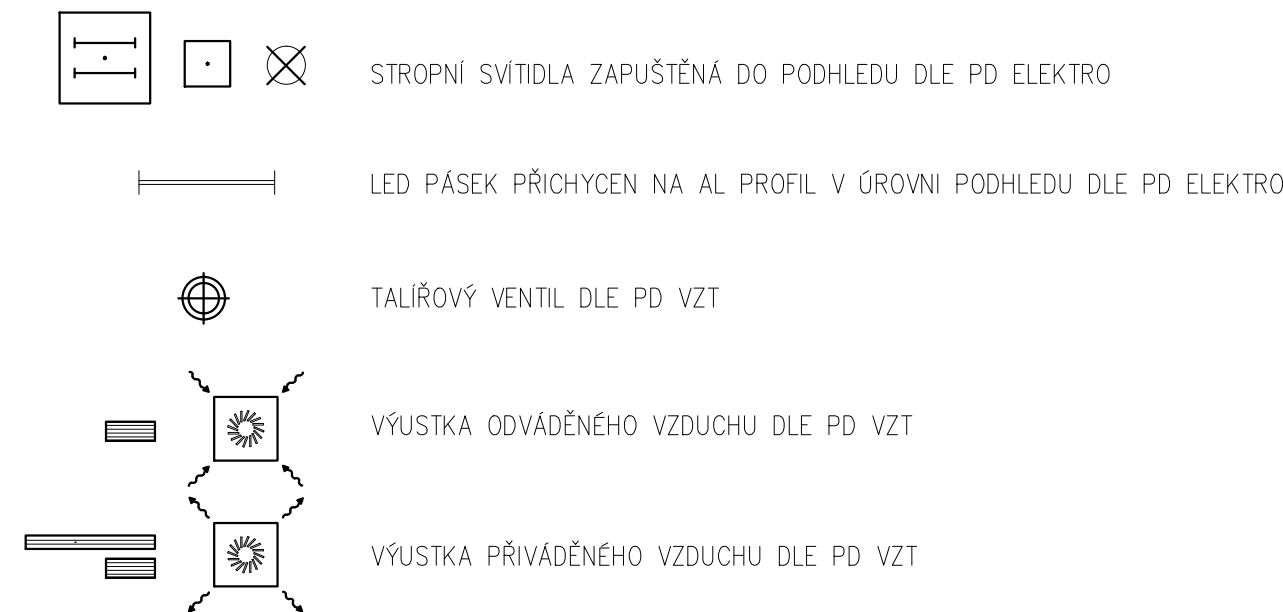 STROPNÍ SVÍTIDLA ZAPUŠTĚNÁ DO PODHLEDU DLE PD ELEKTRO
LED PÁSEK PŘICHYCEN NA AL PROFIL V ÚROVNI PODHLEDU DLE PD ELEKTRO
TALÍŘOVÝ VENTIL DLE PD VZT
VÝUSTKA ODVÁDĚNÉHO VZDUCHU DLE PD VZT
VÝUSTKA PŘIVÁDĚNÉHO VZDUCHU DLE PD VZT